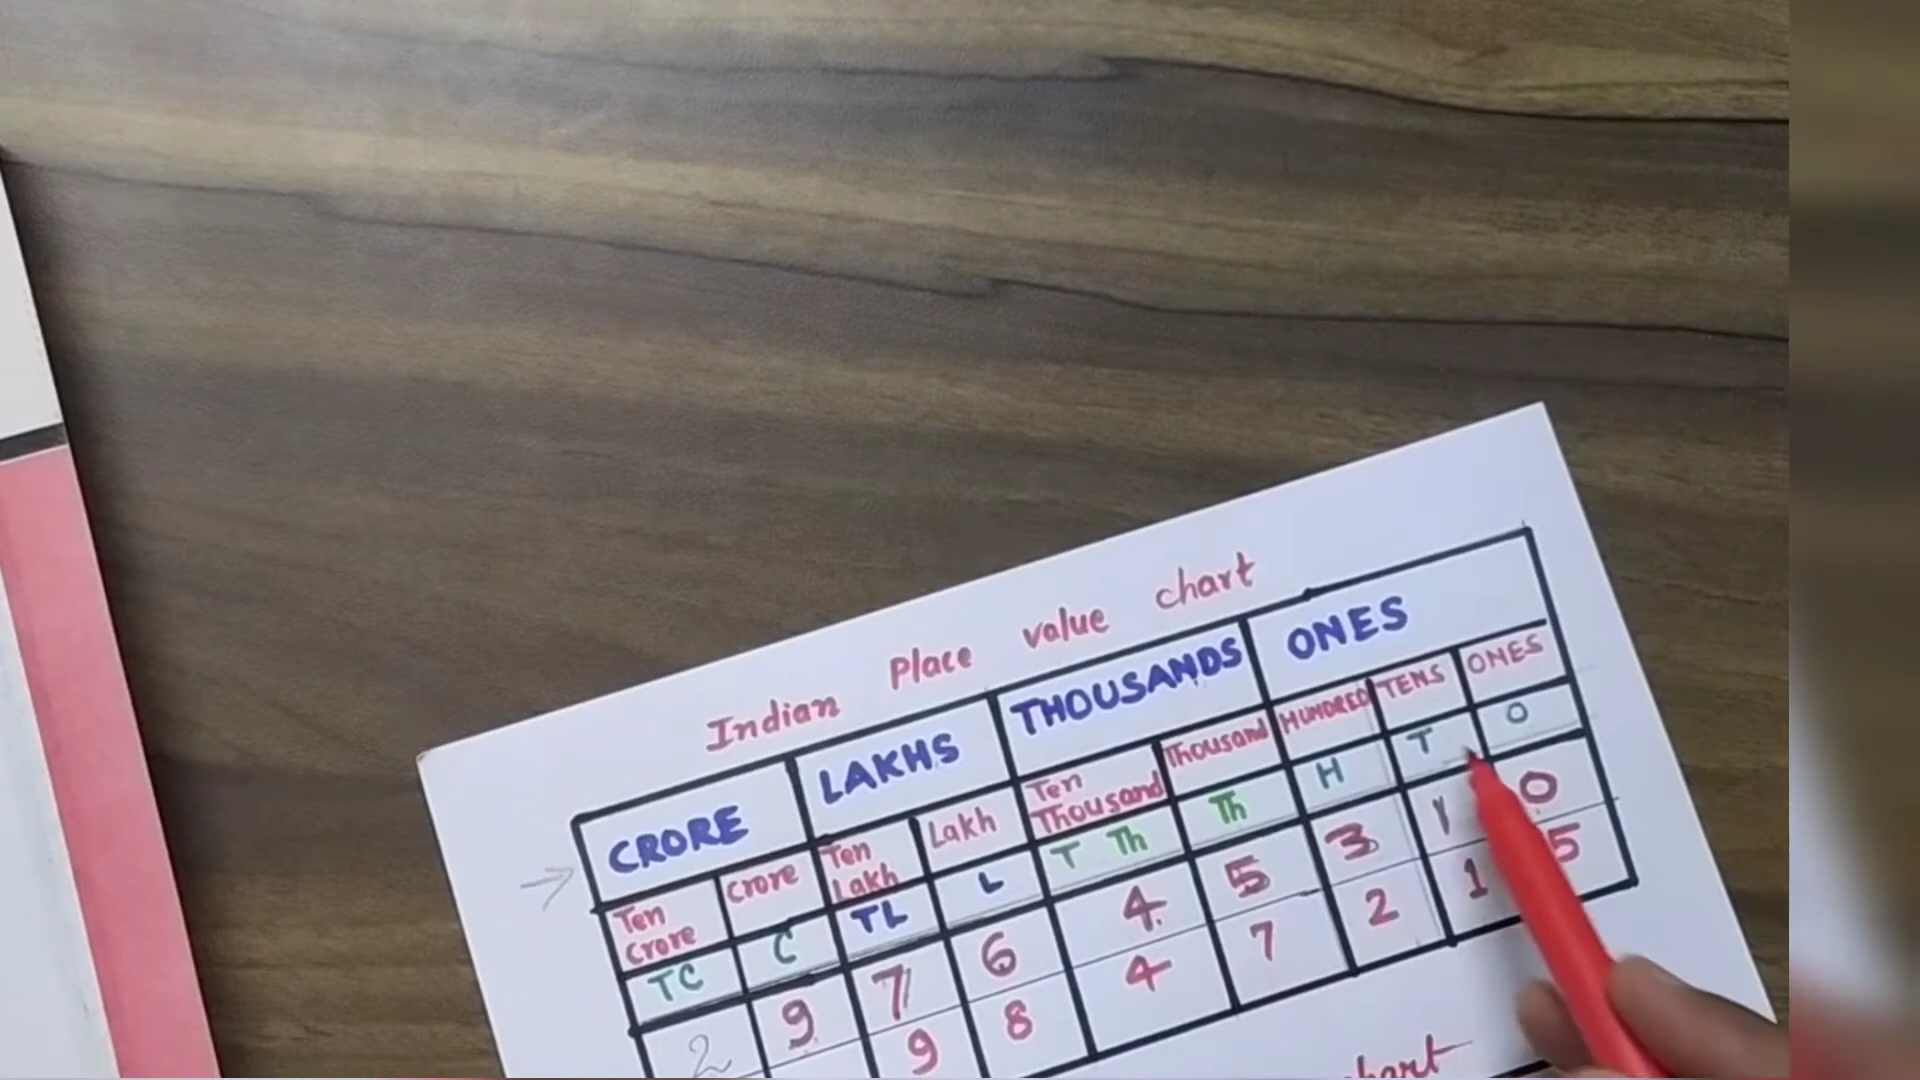 Indian Place value chart
CRORE LAKHS THOUSANDS ONES
Ten Crore Crore Ten Lakh Lakh Ten Thousand Thousand HUNDRED TENS ONES
TC C TL L T Th Th H T O
2 9 7 6 4 5 3 1 0
9 8 4 7 2 1 5
chart